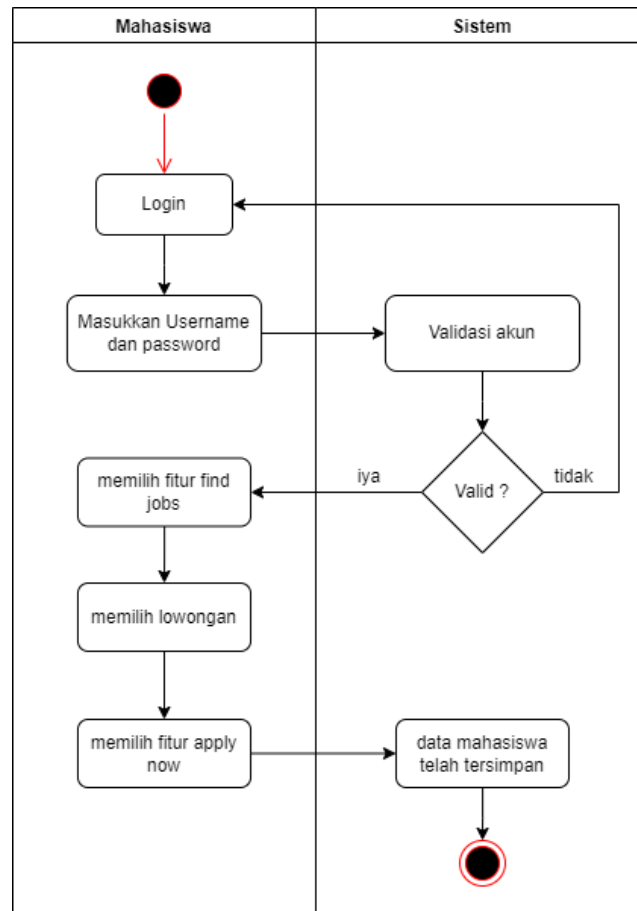 Mahasiswa
Sistem
Login
Masukkan Username
dan password
Validasi akun
Valid ?
iya
tidak
memilih fitur find
jobs
memilih lowongan
memilih fitur apply
now
data mahasiswa
telah tersimpan